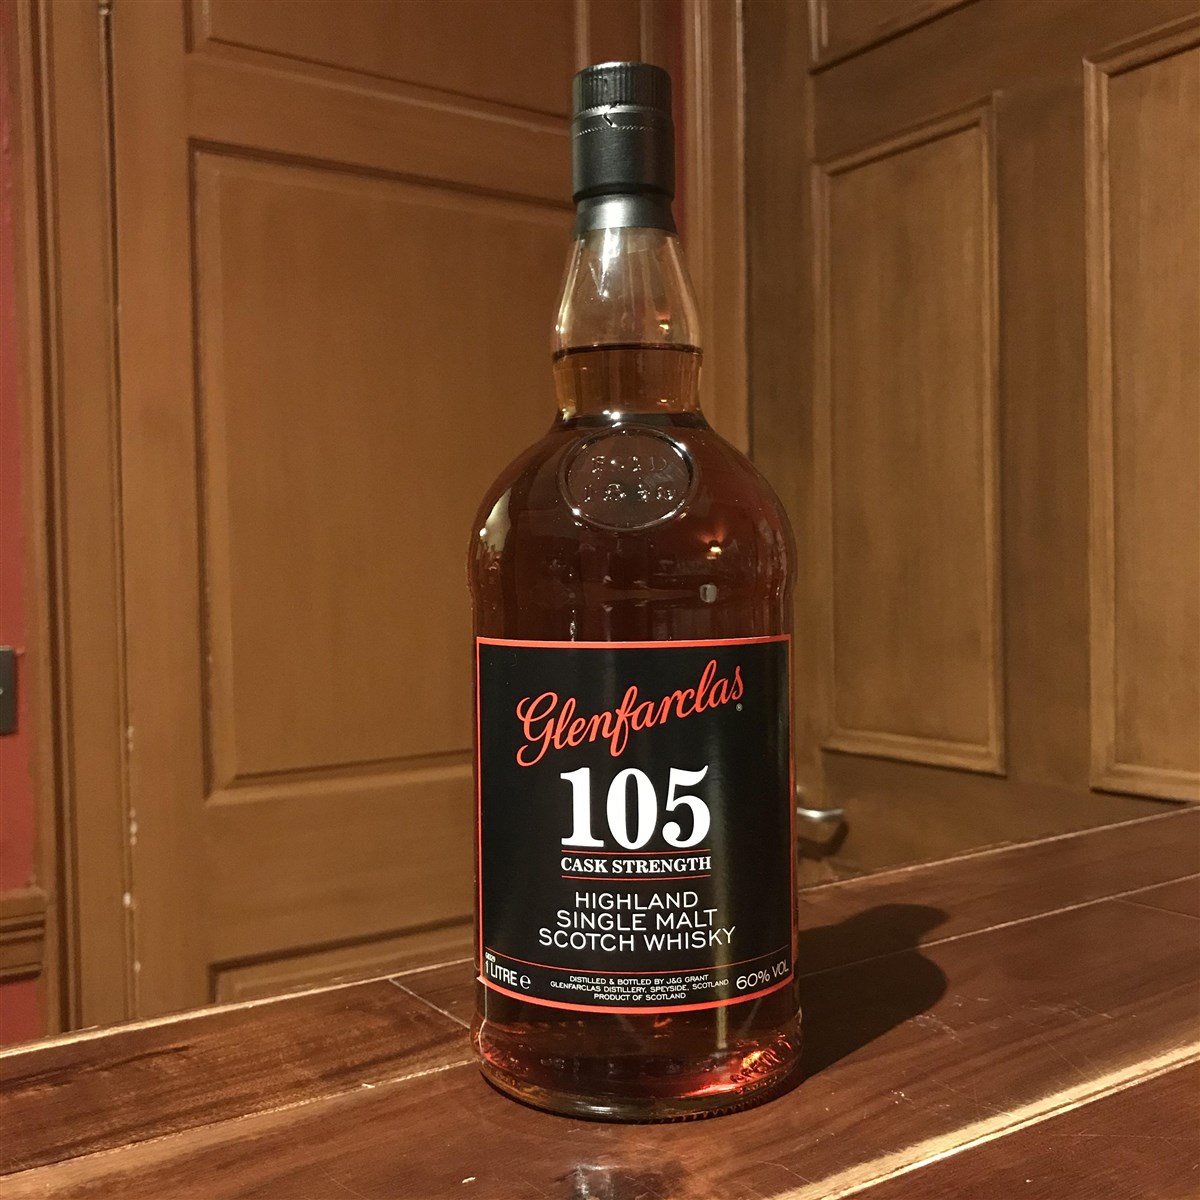 Glenfarclas®
105
CASK STRENGTH
HIGHLAND
SINGLE MALT
SCOTCH WHISKY
1 LITRE ℮
DISTILLED & BOTTLED BY J&G GRANT
GLENFARCLAS DISTILLERY, SPEYSIDE, SCOTLAND
PRODUCT OF SCOTLAND
60% VOL